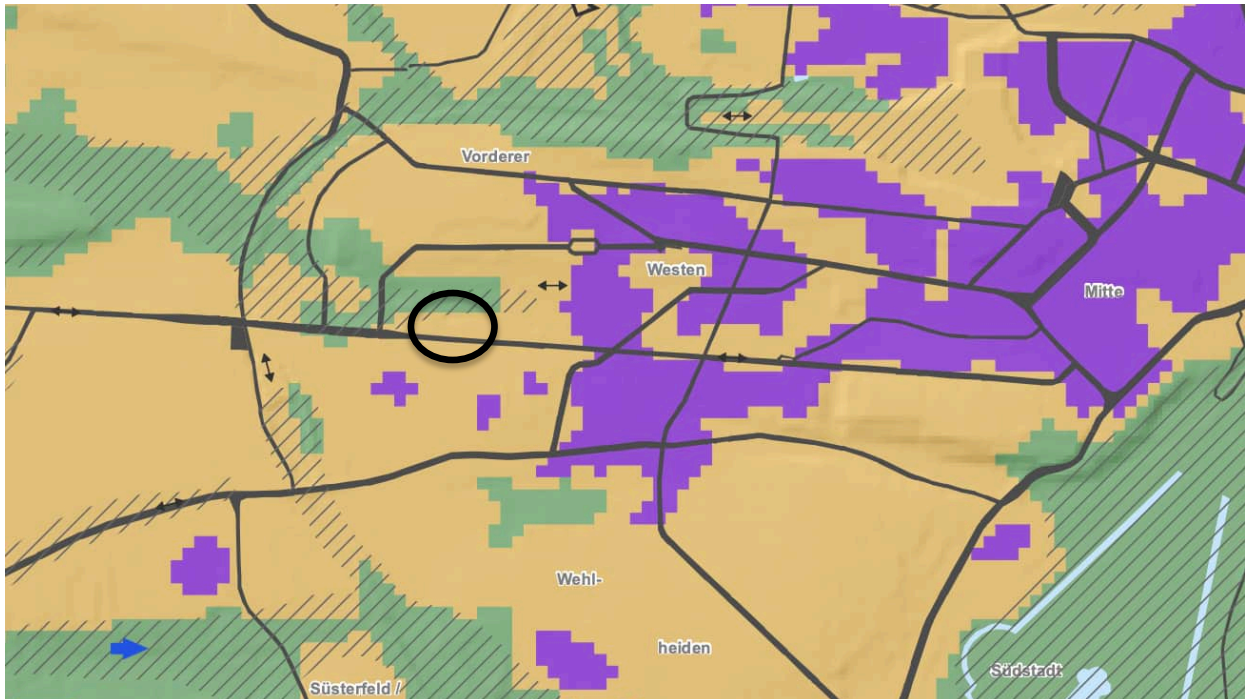 Vorderer
Westen
Mitte
Wehl-
heiden
Südstadt
Süsterfeld /